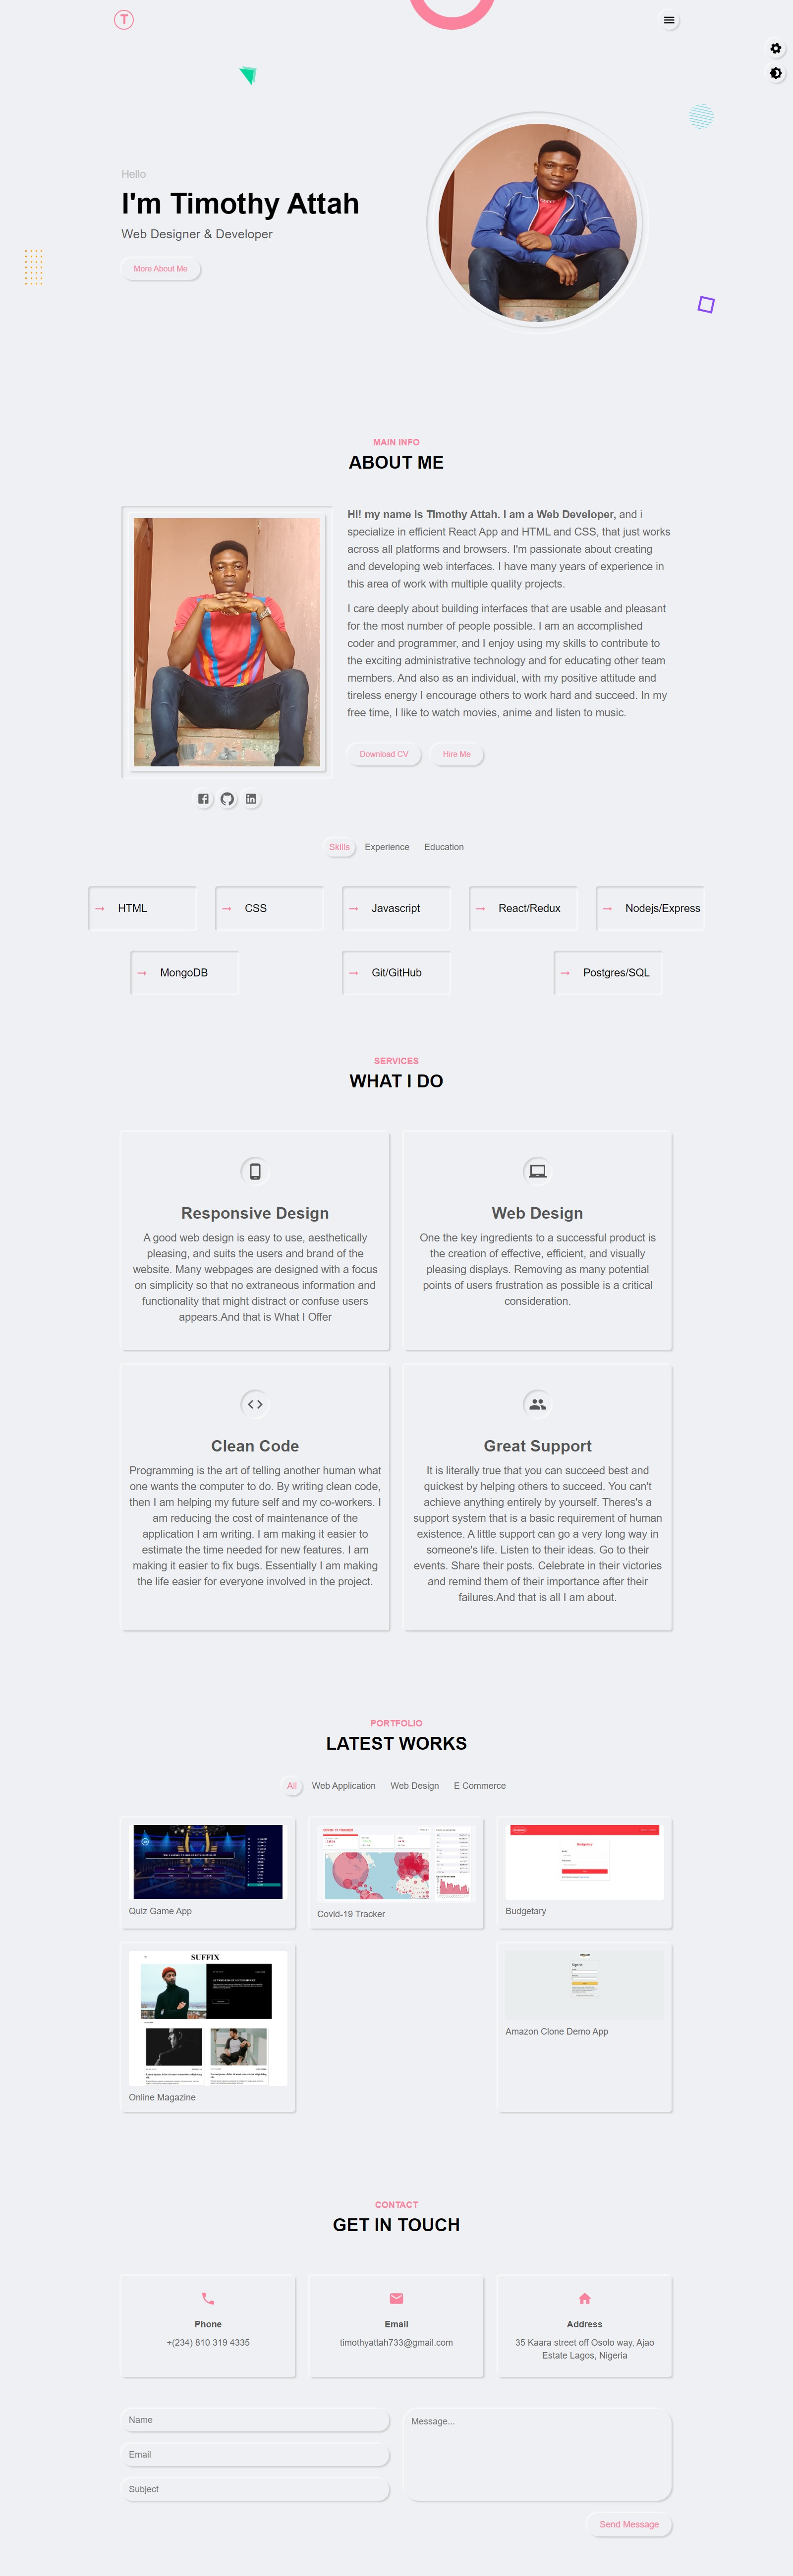 T
Hello
I'm Timothy Attah
Web Designer & Developer
More About Me
MAIN INFO
ABOUT ME
Hi! my name is Timothy Attah. I am a Web Developer, and i
specialize in efficient React App and HTML and CSS, that just works
across all platforms and browsers. I'm passionate about creating
and developing web interfaces. I have many years of experience in
this area of work with multiple quality projects.
I care deeply about building interfaces that are usable and pleasant
for the most number of people possible. I am an accomplished
coder and programmer, and I enjoy using my skills to contribute to
the exciting administrative technology and for educating other team
members. And also as an individual, with my positive attitude and
tireless energy I encourage others to work hard and succeed. In my
free time, I like to watch movies, anime and listen to music.
Download CV
Hire Me
Skills
Experience
Education
HTML
CSS
Javascript
React/Redux
Nodejs/Express
MongoDB
Git/GitHub
Postgres/SQL
SERVICES
WHAT I DO
Responsive Design
A good web design is easy to use, aesthetically
pleasing, and suits the users and brand of the
website. Many webpages are designed with a focus
on simplicity so that no extraneous information and
functionality that might distract or confuse users
appears.And that is What I Offer
Web Design
One the key ingredients to a successful product is
the creation of effective, efficient, and visually
pleasing displays. Removing as many potential
points of users frustration as possible is a critical
consideration.
Clean Code
Programming is the art of telling another human what
one wants the computer to do. By writing clean code,
then I am helping my future self and my co-workers. I
am reducing the cost of maintenance of the
application I am writing. I am making it easier to
estimate the time needed for new features. I am
making it easier to fix bugs. Essentially I am making
the life easier for everyone involved in the project.
Great Support
It is literally true that you can succeed best and
quickest by helping others to succeed. You can't
achieve anything entirely by yourself. Theres's a
support system that is a basic requirement of human
existence. A little support can go a very long way in
someone's life. Listen to their ideas. Go to their
events. Share their posts. Celebrate in their victories
and remind them of their importance after their
failures.And that is all I am about.
PORTFOLIO
LATEST WORKS
All
Web Application
Web Design
E Commerce
Quiz Game App
COVID-19 TRACKER
Covid-19 Tracker
Budgetary
SUFFIX
Online Magazine
Sign in
Amazon Clone Demo App
CONTACT
GET IN TOUCH
Phone
+(234) 810 319 4335
Email
timothyattah733@gmail.com
Address
35 Kaara street off Osolo way, Ajao
Estate Lagos, Nigeria
Name
Email
Subject
Message...
Send Message